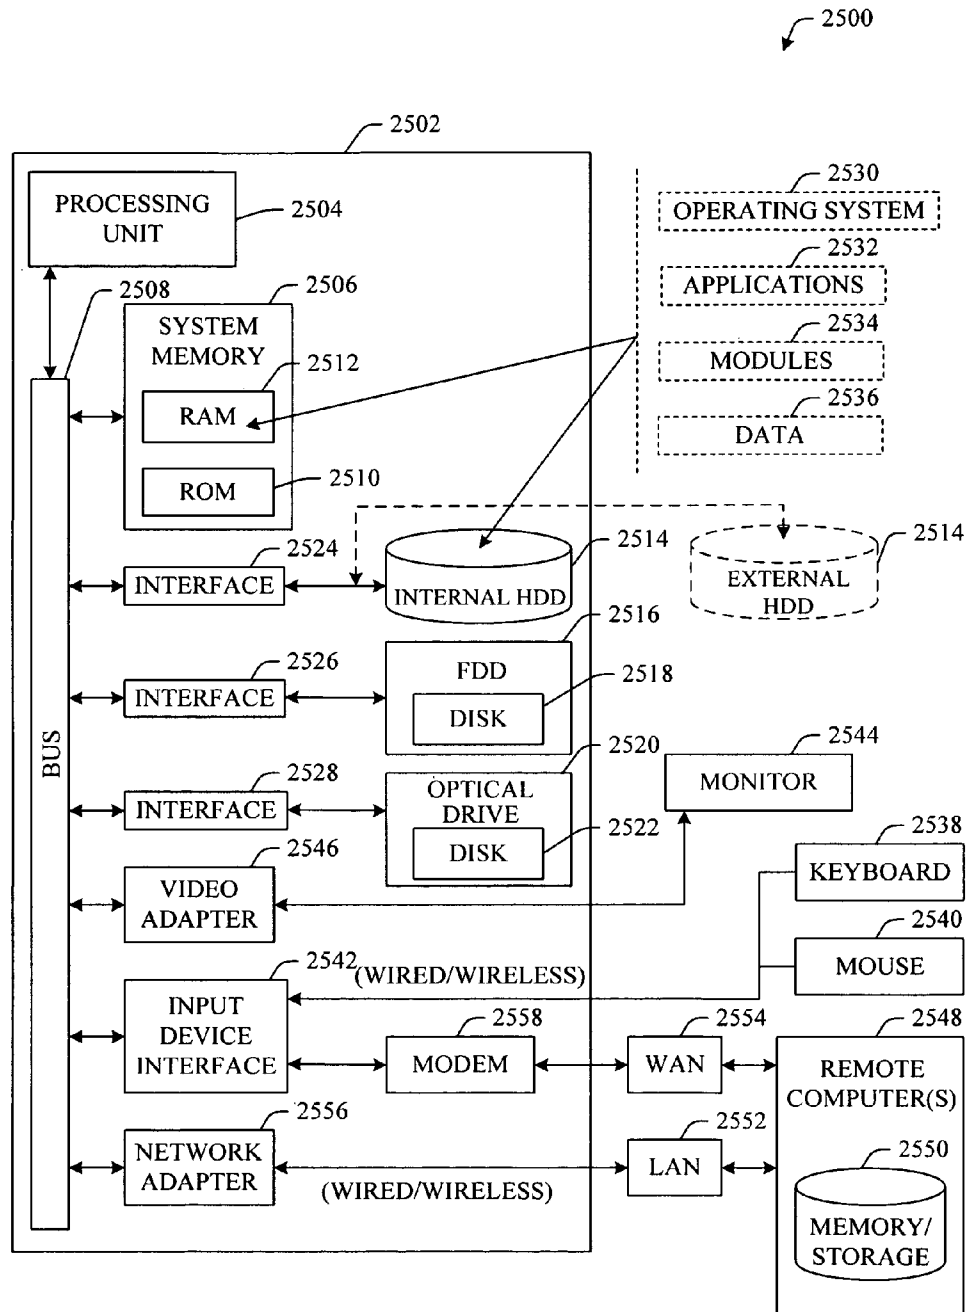 2500
2502
PROCESSING
UNIT
2504
2530
OPERATING SYSTEM
2532
APPLICATIONS
2534
MODULES
2536
DATA
2508
2506
SYSTEM
MEMORY
2512
RAM
ROM
2510
2524
INTERFACE
INTERNAL HDD
2514
EXTERNAL
HDD
2514
2516
FDD
2526
INTERFACE
DISK
2518
BUS
2520
OPTICAL
DRIVE
2528
INTERFACE
DISK
2522
2544
MONITOR
2546
VIDEO
ADAPTER
2538
KEYBOARD
2540
MOUSE
2542
(WIRED/WIRELESS)
INPUT
DEVICE
INTERFACE
2558
MODEM
2554
WAN
2548
REMOTE
COMPUTER(S)
2556
NETWORK
ADAPTER
(WIRED/WIRELESS)
2552
LAN
2550
MEMORY/
STORAGE